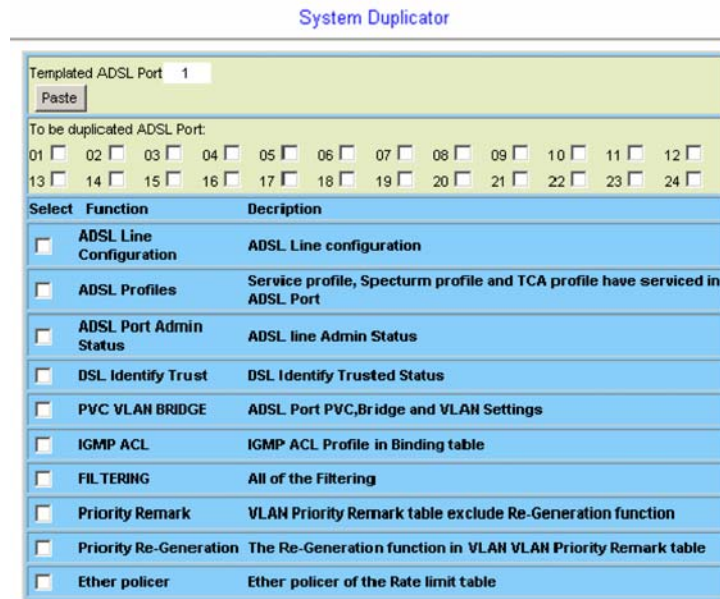 System Duplicator
Templated ADSL Port 1
Paste
To be duplicated ADSL Port:
01 02 03 04 05 06 07 08 09 10 11 12
13 14 15 16 17 18 19 20 21 22 23 24
Select Function Decription
ADSL Line
Configuration ADSL Line configuration
ADSL Profiles Service profile, Specturm profile and TCA profile have serviced in
ADSL Port
ADSL Port Admin
Status ADSL line Admin Status
DSL Identify Trust DSL Identify Trusted Status
PVC VLAN BRIDGE ADSL Port PVC,Bridge and VLAN Settings
IGMP ACL IGMP ACL Profile in Binding table
FILTERING All of the Filtering
Priority Remark VLAN Priority Remark table exclude Re-Generation function
Priority Re-Generation The Re-Generation function in VLAN VLAN Priority Remark table
Ether policer Ether policer of the Rate limit table